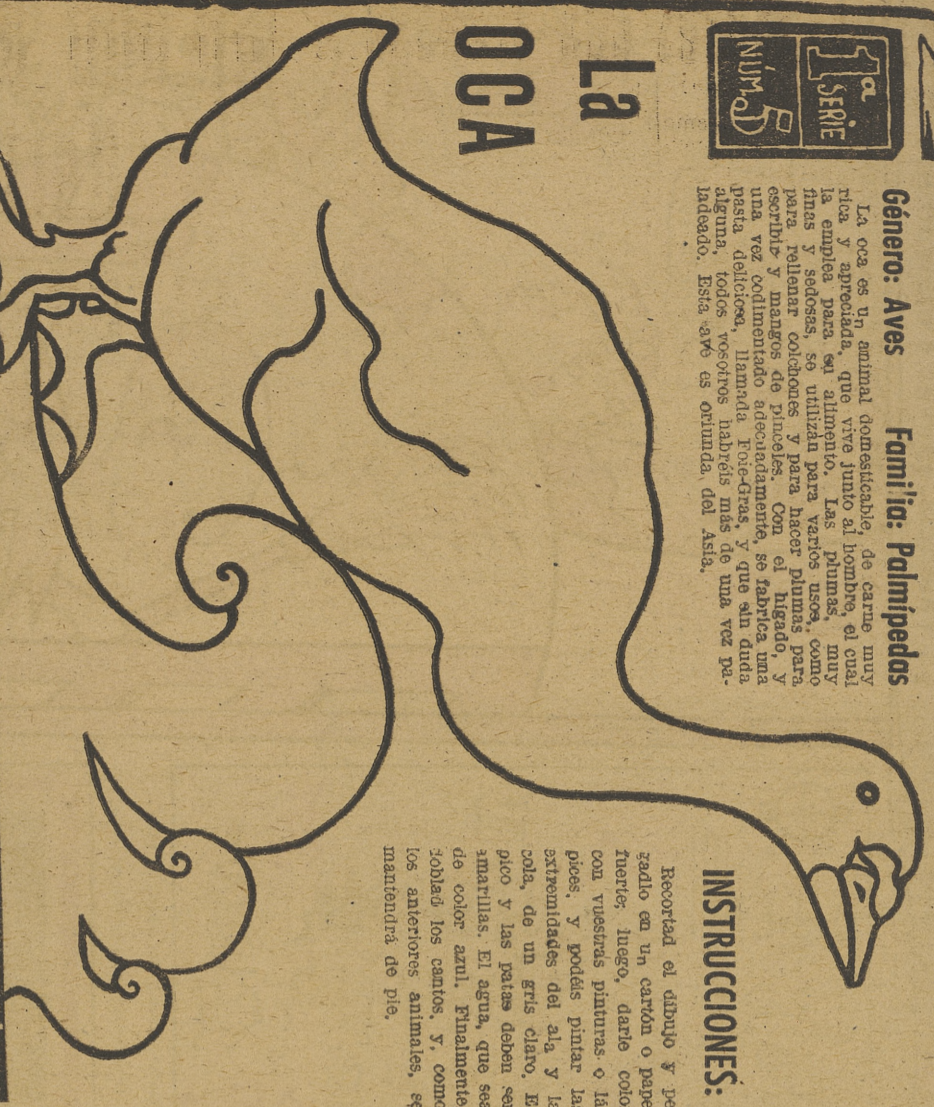 1ª SERIE
NÚM 5
La
OCA
Género: Aves Familia: Palmípedas
La oca es un animal domesticable, de carne muy
rica y apreciada, que vive junto al hombre, el cual
la emplea para su alimento. Las plumas, muy
finas y sedosas, se utilizan para varios usos, como
para rellenar colchones y para hacer plumas para
escribir y mangos de pinceles. Con el hígado, y
una vez codimentado adecuadamente, se fabrica una
pasta deliciosa, llamada Foie-Gras, y que sin duda
alguna, todos vosotros habréis más de una vez pa-
ladeado. Esta ave es oriunda del Asia.
INSTRUCCIONES:
Recortad el dibujo y pe
gadlo en un cartón o pape
fuerte; luego, darle colo
con vuestras pinturas o lá
pices, y podéis pintar la
extremidades del ala y la
cola, de un gris claro. E
pico y las patas deben ser
amarillas. El agua, que sea
de color azul. Finalmente
doblad los cantos, y, como
los anteriores animales, se
mantendrá de pie.